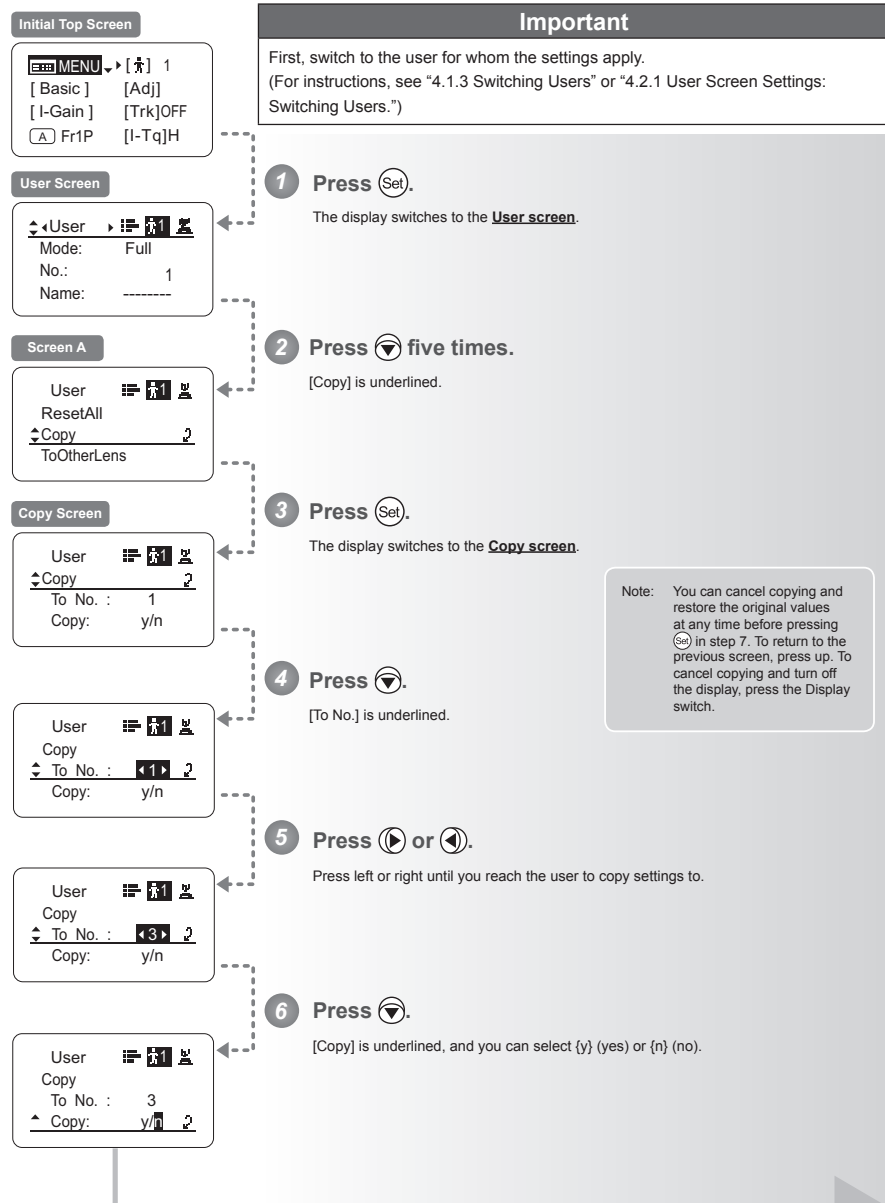 Important
First, switch to the user for whom the settings apply.
(For instructions, see “4.1.3 Switching Users” or “4.2.1 User Screen Settings:
Switching Users.”)
Initial Top Screen
MENU [ ] 1
[ Basic ] [Adj]
[ I-Gain ] [Trk]OFF
A Fr1P [I-Tq]H
User Screen
User 1
Mode: Full
No.: 1
Name: --------
1 Press Set.
The display switches to the User screen.
Screen A
User 1
ResetAll
Copy
ToOtherLens
2 Press five times.
[Copy] is underlined.
Copy Screen
User 1
Copy
To No. : 1
Copy: y/n
3 Press Set.
The display switches to the Copy screen.
Note: You can cancel copying and
restore the original values
at any time before pressing
Set in step 7. To return to the
previous screen, press up. To
cancel copying and turn off
the display, press the Display
switch.
User 1
Copy
To No. : 1
Copy: y/n
4 Press .
[To No.] is underlined.
User 1
Copy
To No. : 3
Copy: y/n
5 Press or .
Press left or right until you reach the user to copy settings to.
User 1
Copy
To No. : 3
Copy: y/n
6 Press .
[Copy] is underlined, and you can select {y} (yes) or {n} (no).